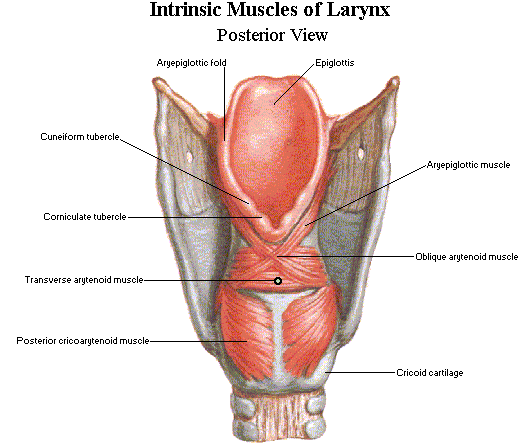 Intrinsic Muscles of Larynx
Posterior View
Aryepiglottic fold
Epiglottis
Cuneiform tubercle
Aryepiglottic muscle
Corniculate tubercle
Oblique arytenoid muscle
Transverse arytenoid muscle
Posterior cricoarytenoid muscle
Cricoid cartilage